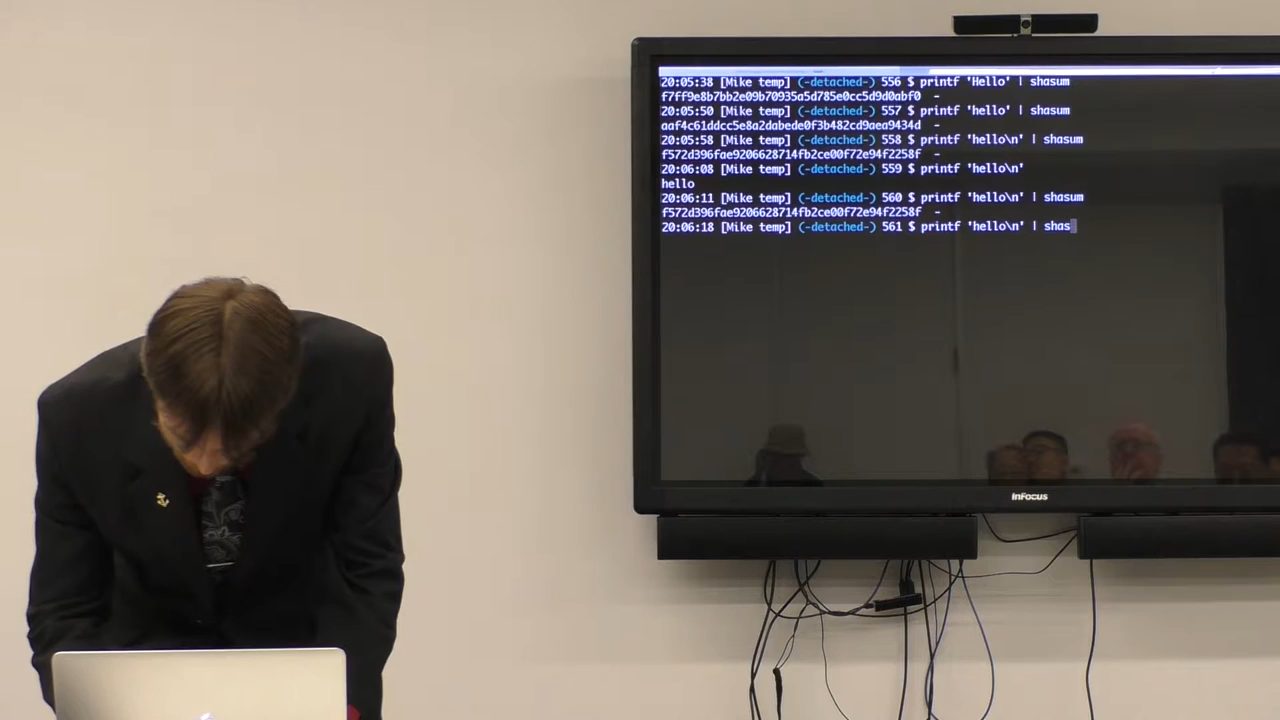 20:05:38 [Mike temp] (-detached-) 556 $ printf 'Hello' | shasum
f7ff9e8b7bb2e09b70935a5d785e0cc5d9d0abf0  -
20:05:50 [Mike temp] (-detached-) 557 $ printf 'hello' | shasum
aaf4c61ddcc5e8a2dabede0f3b482cd9aea9434d  -
20:05:58 [Mike temp] (-detached-) 558 $ printf 'hello\n' | shasum
f572d396fae9206628714fb2ce00f72e94f2258f  -
20:06:08 [Mike temp] (-detached-) 559 $ printf 'hello\n'
hello
20:06:11 [Mike temp] (-detached-) 560 $ printf 'hello\n' | shasum
f572d396fae9206628714fb2ce00f72e94f2258f  -
20:06:18 [Mike temp] (-detached-) 561 $ printf 'hello\n' | shas
InFocus